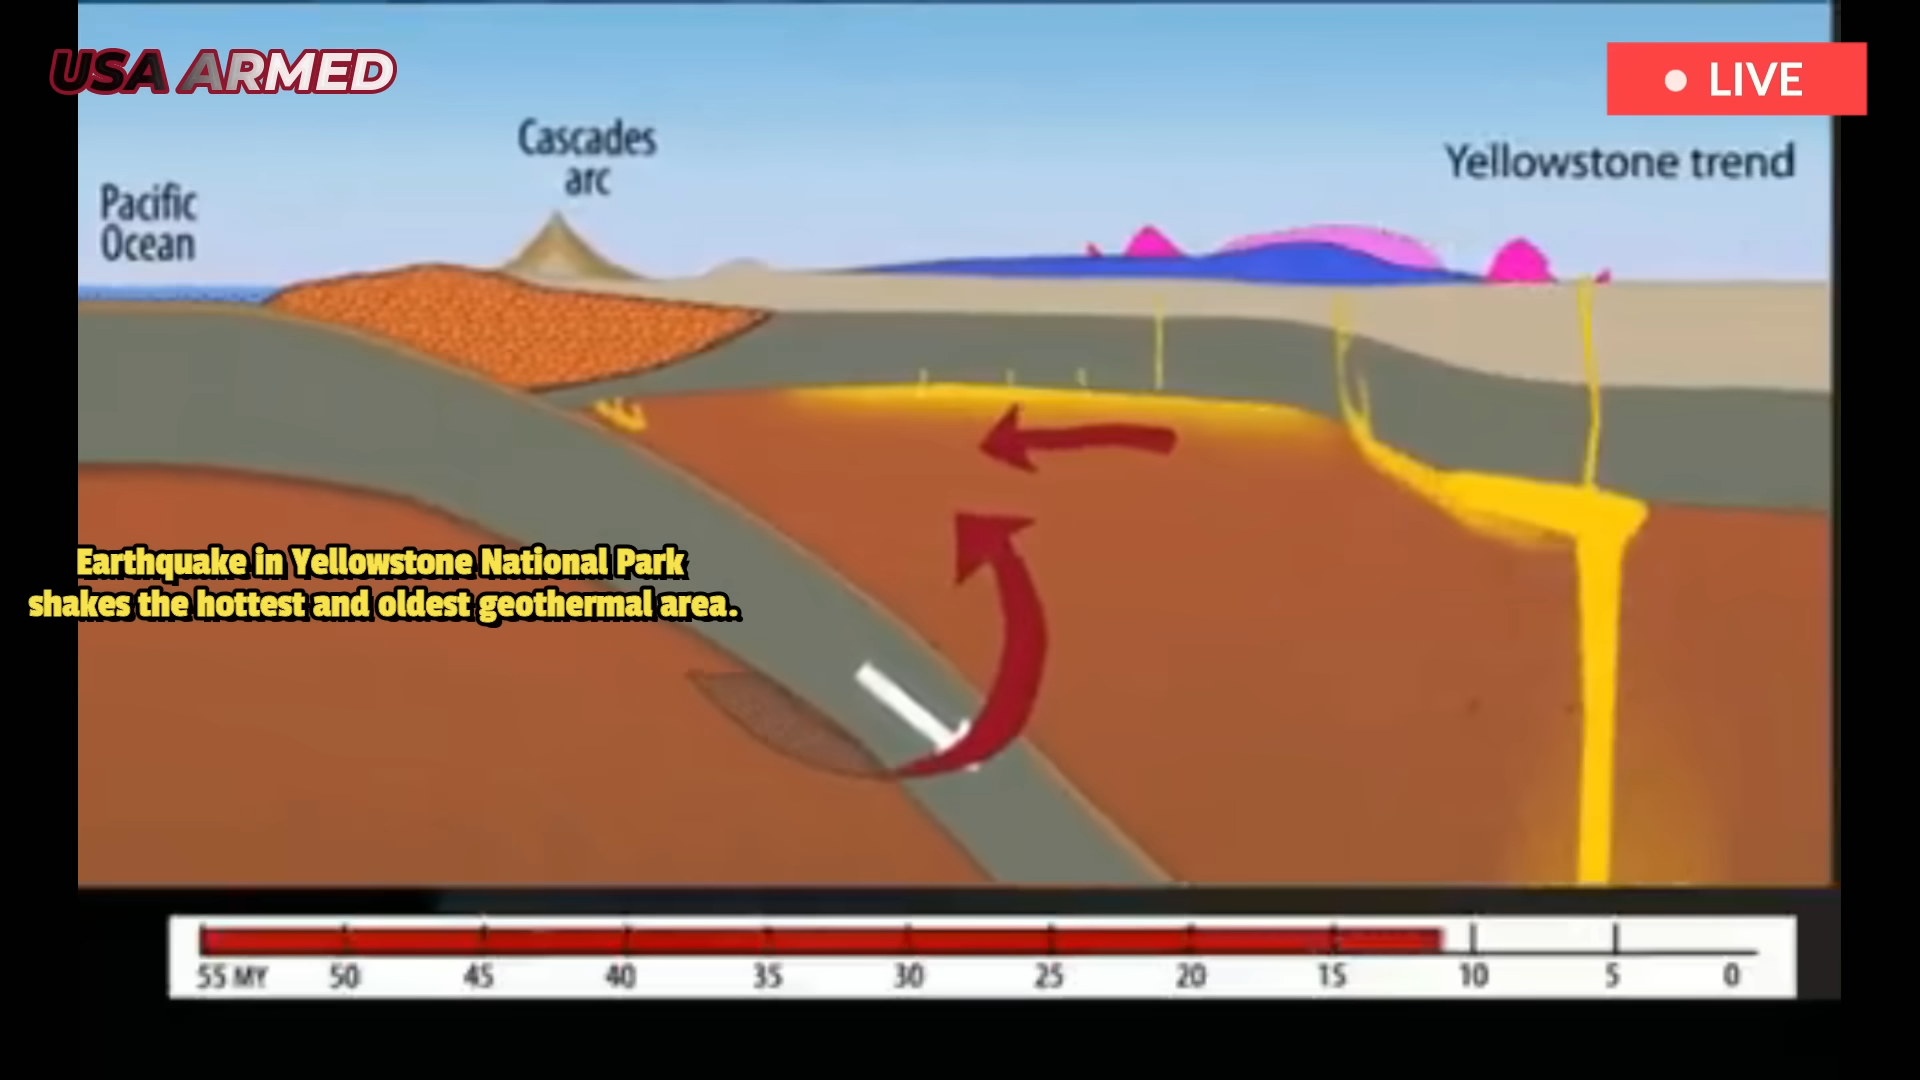 USA ARMED
LIVE
Cascades
arc
Yellowstone trend
Pacific
Ocean
Earthquake in Yellowstone National Park
shakes the hottest and oldest geothermal area.
55 MY 50 45 40 35 30 25 20 15 10 5 0